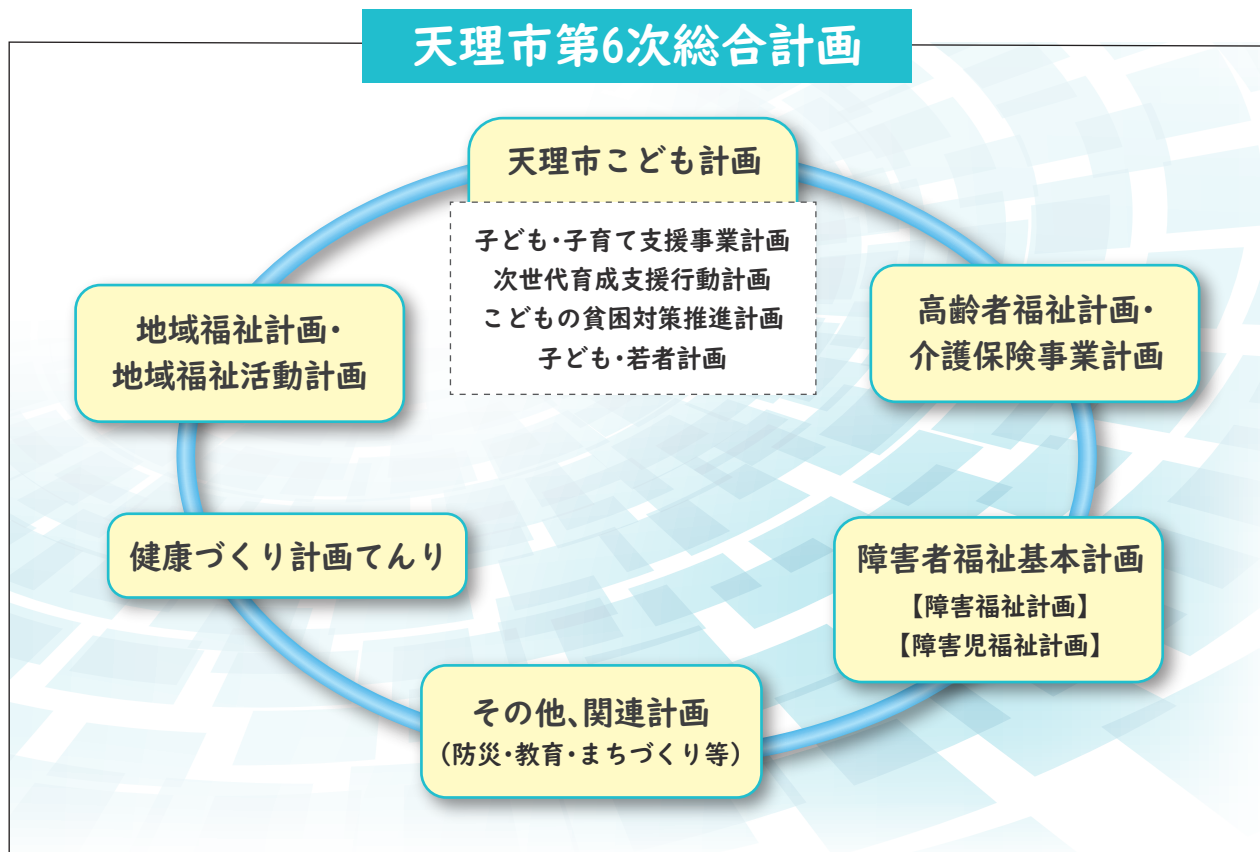 天理市第6次総合計画
天理市こども計画
子ども・子育て支援事業計画
次世代育成支援行動計画
こどもの貧困対策推進計画
子ども・若者計画
地域福祉計画・
地域福祉活動計画
高齢者福祉計画・
介護保険事業計画
健康づくり計画てんり
障害者福祉基本計画
【障害福祉計画】
【障害児福祉計画】
その他、関連計画
(防災・教育・まちづくり等)